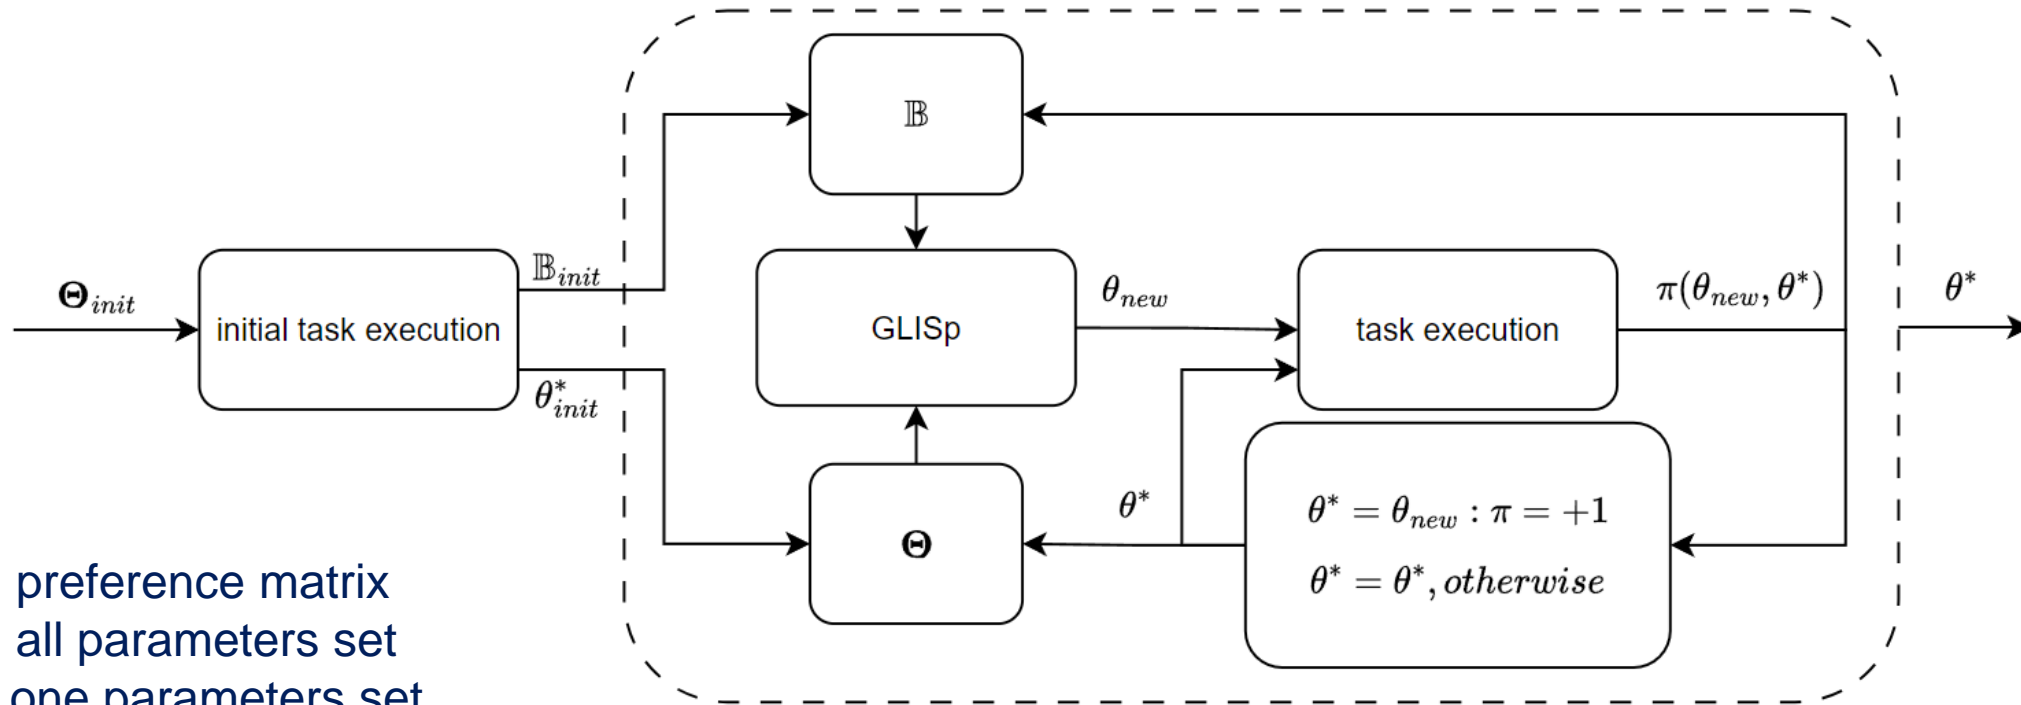 𝔹
𝔹_init
Θ_init
initial task execution
θ*_init
GLISp
θ_new
task execution
π(θ_new, θ*)
θ*
θ*
Θ
θ* = θ_new : π = +1
θ* = θ*, otherwise
preference matrix
all parameters set
one parameters set